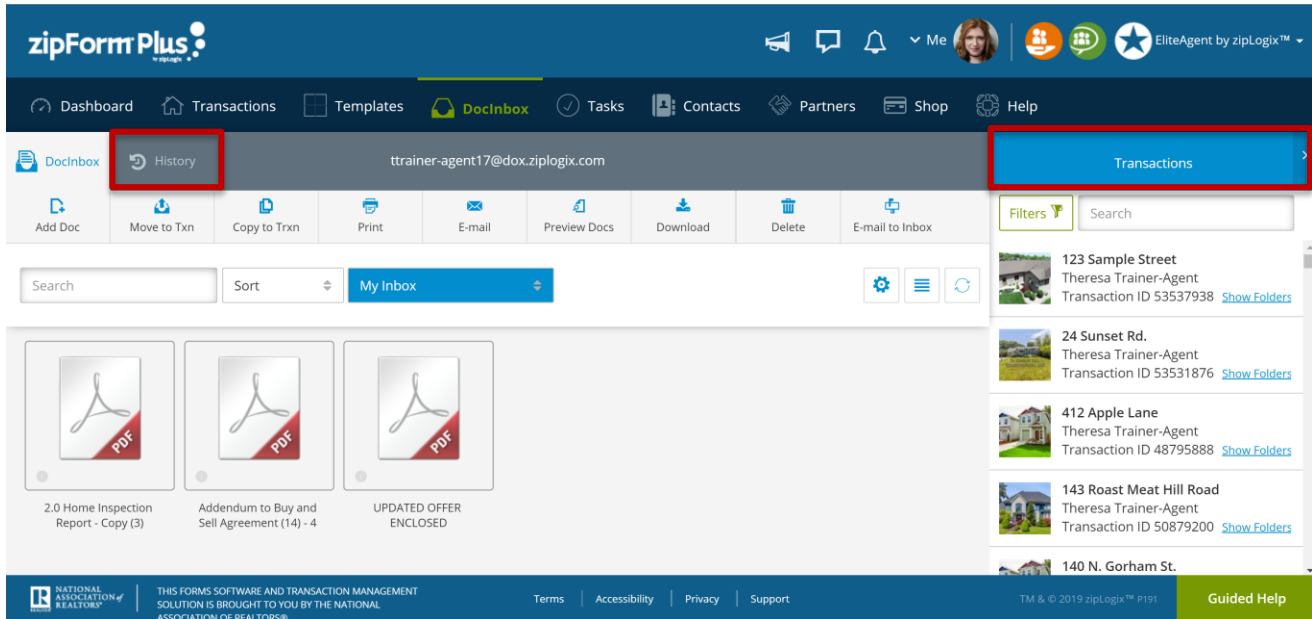 zipForm Plus
by zipLogix
Me
EliteAgent by zipLogix™
Dashboard
Transactions
Templates
DocInbox
Tasks
Contacts
Partners
Shop
Help
DocInbox
History
ttrainer-agent17@dox.ziplogix.com
Transactions
Add Doc
Move to Txn
Copy to Trxn
Print
E-mail
Preview Docs
Download
Delete
E-mail to Inbox
Filters
Search
Search
Sort
My Inbox
PDF
2.0 Home Inspection
Report - Copy (3)
PDF
Addendum to Buy and
Sell Agreement (14) - 4
PDF
UPDATED OFFER
ENCLOSED
123 Sample Street
Theresa Trainer-Agent
Transaction ID 53537938 Show Folders
24 Sunset Rd.
Theresa Trainer-Agent
Transaction ID 53531876 Show Folders
412 Apple Lane
Theresa Trainer-Agent
Transaction ID 48795888 Show Folders
143 Roast Meat Hill Road
Theresa Trainer-Agent
Transaction ID 50879200 Show Folders
140 N. Gorham St.
R
REALTOR®
NATIONAL
ASSOCIATION of
REALTORS®
THIS FORMS SOFTWARE AND TRANSACTION MANAGEMENT
SOLUTION IS BROUGHT TO YOU BY THE NATIONAL
ASSOCIATION OF REALTORS®
Terms
Accessibility
Privacy
Support
TM & © 2019 zipLogix™ P191
Guided Help